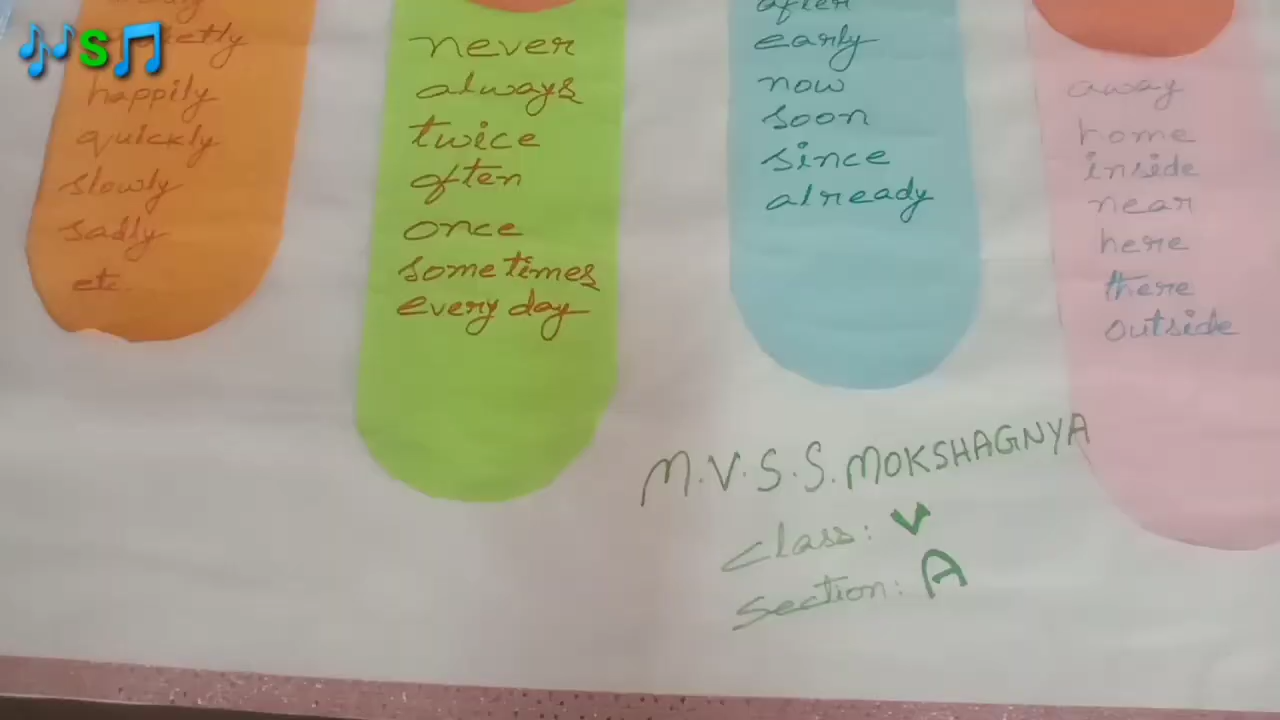 S
happily
quickly
slowly
sadly
etc.
never
always
twice
often
once
sometimes
every day
after
early
now
soon
since
already
away
home
inside
near
here
there
outside
M.V.S.S. MOKSHAGNYA
Class: V
Section: A